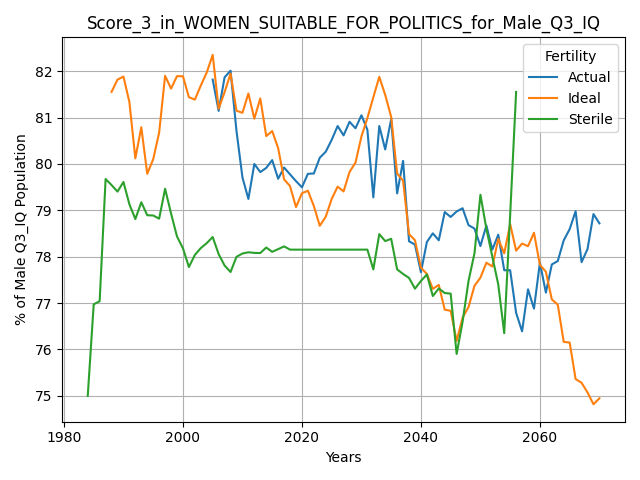 Score_3_in_WOMEN_SUITABLE_FOR_POLITICS_for_Male_Q3_IQ
Fertility
Actual
Ideal
Sterile
% of Male Q3_IQ Population
82
81
80
79
78
77
76
75
1980
2000
2020
2040
2060
Years